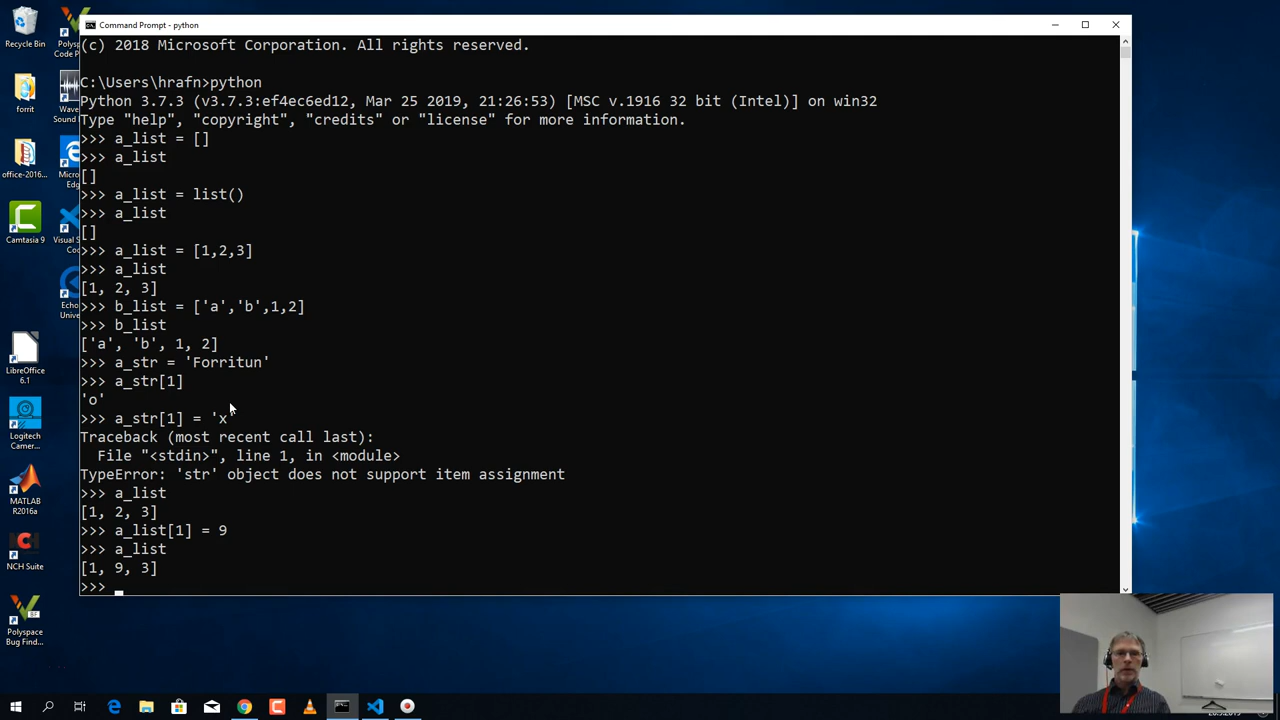 Command Prompt - python
(c) 2018 Microsoft Corporation. All rights reserved.
C:\Users\hrafn>python
Python 3.7.3 (v3.7.3:ef4ec6ed12, Mar 25 2019, 21:26:53) [MSC v.1916 32 bit (Intel)] on win32
Type "help", "copyright", "credits" or "license" for more information.
>>> a_list = []
>>> a_list
[]
>>> a_list = list()
>>> a_list
[]
>>> a_list = [1,2,3]
>>> a_list
[1, 2, 3]
>>> b_list = ['a','b',1,2]
>>> b_list
['a', 'b', 1, 2]
>>> a_str = 'Forritun'
>>> a_str[1]
'o'
>>> a_str[1] = 'x'
Traceback (most recent call last):
  File "<stdin>", line 1, in <module>
TypeError: 'str' object does not support item assignment
>>> a_list
[1, 2, 3]
>>> a_list[1] = 9
>>> a_list
[1, 9, 3]
>>>
Recycle Bin
forrit
office-2016...
Camtasia 9
LibreOffice
6.1
Logitech
Camer...
MATLAB
R2016a
NCH Suite
Polyspace
Bug Find...